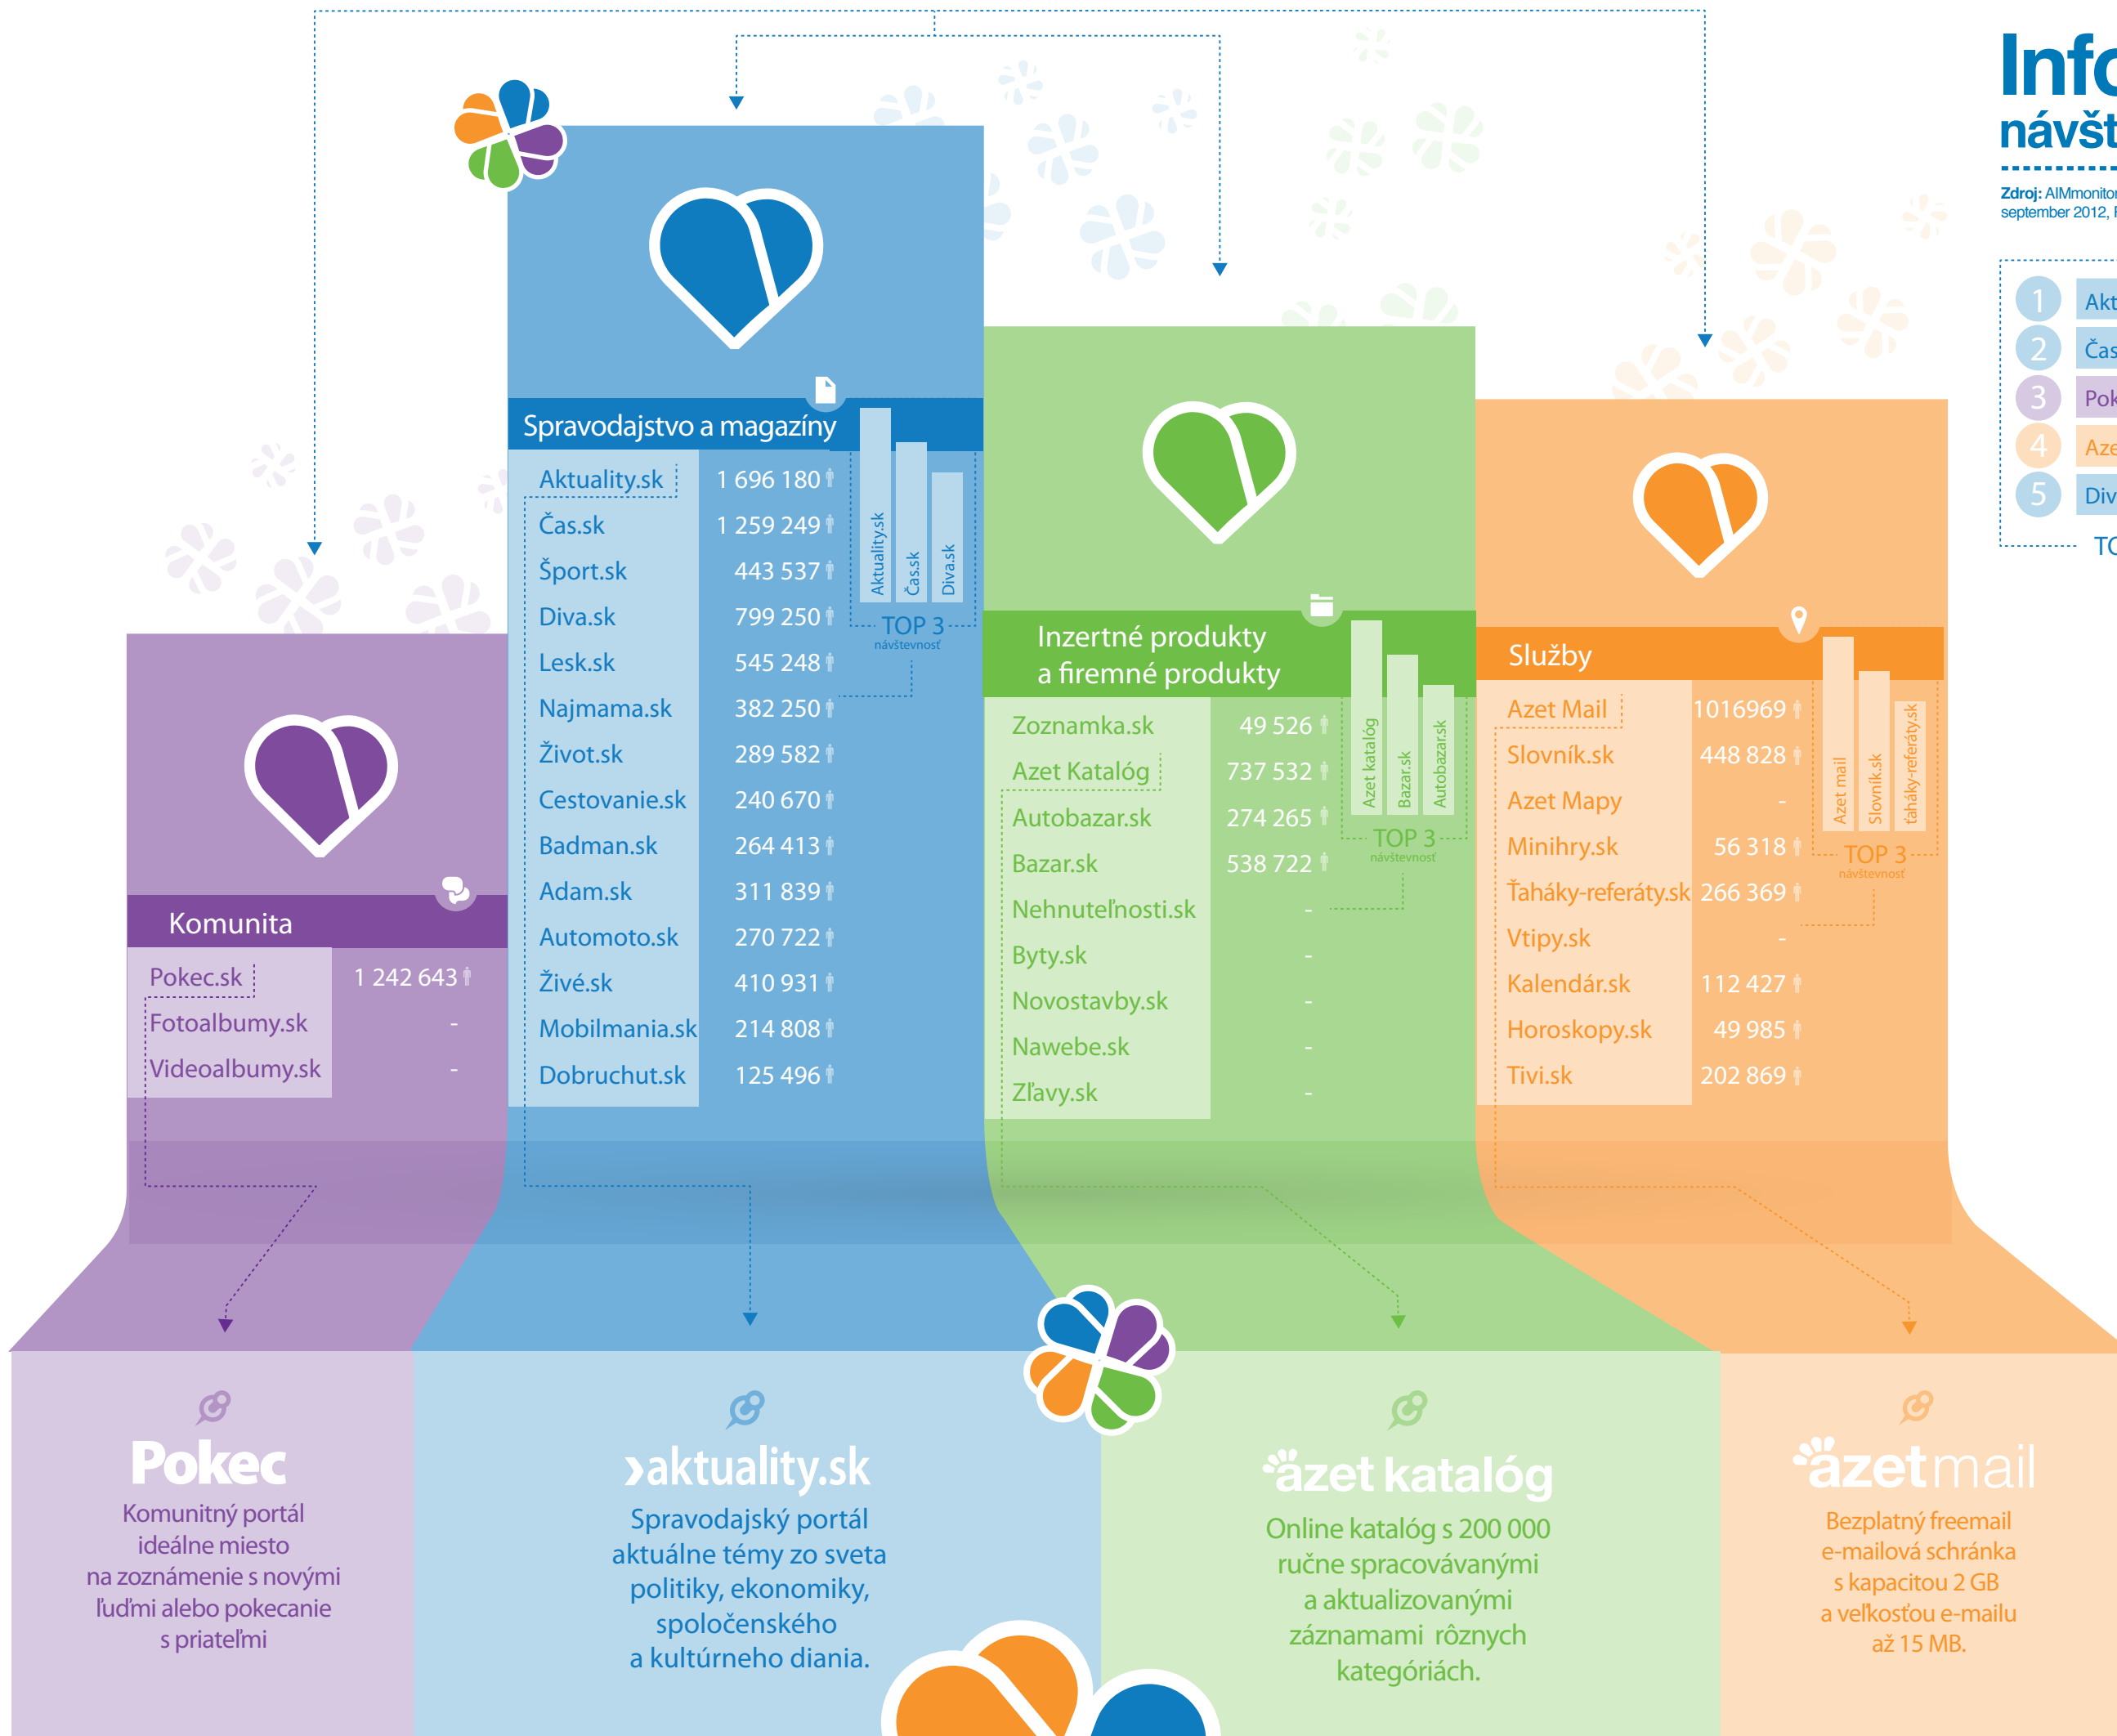 Spravodajstvo a magazíny
Aktuality.sk 1 696 180
Čas.sk 1 259 249
Šport.sk 443 537
Diva.sk 799 250
Lesk.sk 545 248
Najmama.sk 382 250
Život.sk 289 582
Cestovanie.sk 240 670
Badman.sk 264 413
Adam.sk 311 839
Automoto.sk 270 722
Živé.sk 410 931
Mobilmania.sk 214 808
Dobruchut.sk 125 496
Aktuality.sk
Čas.sk
Diva.sk
TOP 3
návštevnosť
Komunita
Pokec.sk 1 242 643
Fotoalbumy.sk -
Videoalbumy.sk -
Inzertné produkty
a firemné produkty
Zoznamka.sk 49 526
Azet Katalóg 737 532
Autobazar.sk 274 265
Bazar.sk 538 722
Nehnuteľnosti.sk -
Byty.sk -
Novostavby.sk -
Nawebe.sk -
Zľavy.sk -
Azet katalóg
Bazar.sk
Autobazar.sk
TOP 3
návštevnosť
Služby
Azet Mail 1016969
Slovník.sk 448 828
Azet Mapy -
Minihry.sk 56 318
Ťaháky-referáty.sk 266 369
Vtipy.sk -
Kalendár.sk 112 427
Horoskopy.sk 49 985
Tivi.sk 202 869
Azet mail
Slovník.sk
ťaháky-referáty.sk
TOP 3
návštevnosť
Zdroj: AIMmonitor
september 2012,
1
2
3
4
5
Pokec
Komunitný portál
ideálne miesto
na zoznámenie s novými
ľuďmi alebo pokecanie
s priateľmi
aktuality.sk
Spravodajský portál
aktuálne témy zo sveta
politiky, ekonomiky,
spoločenského
a kultúrneho diania.
azet katalóg
Online katalóg s 200 000
ručne spracovávanými
a aktualizovanými
záznamami rôznych
kategóriách.
azetmail
Bezplatný freemail
e-mailová schránka
s kapacitou 2 GB
a veľkosťou e-mailu
až 15 MB.